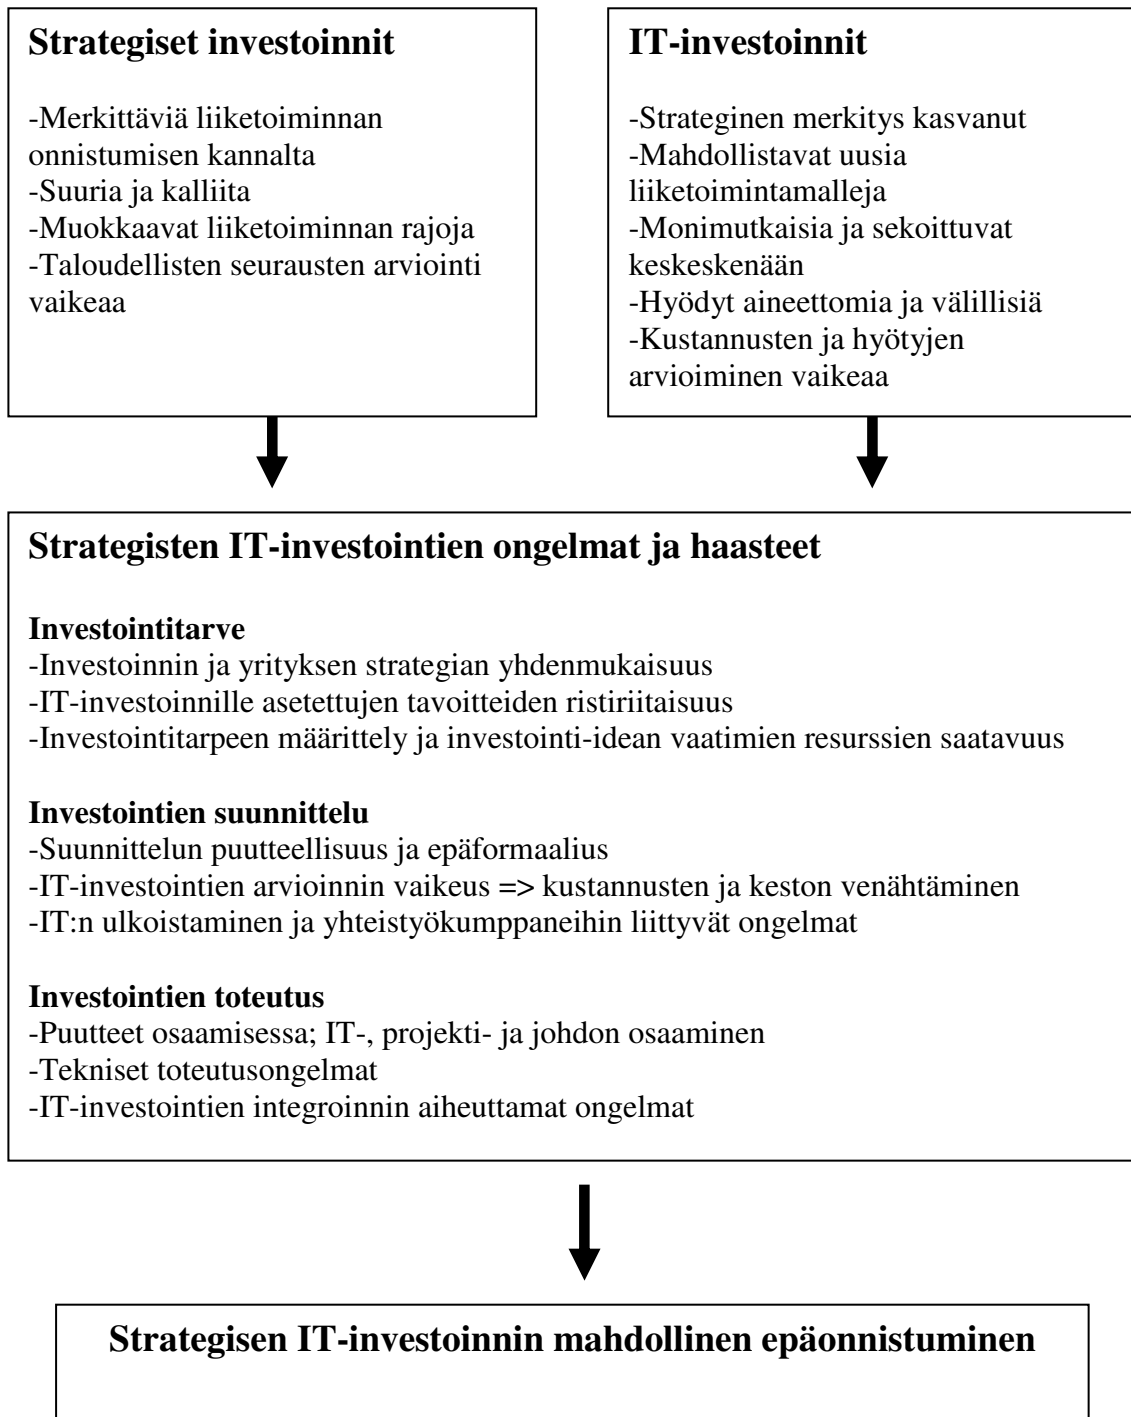 Strategiset investoinnit
-Merkittäviä liiketoiminnan
onnistumisen kannalta
-Suuria ja kalliita
-Muokkaavat liiketoiminnan rajoja
-Taloudellisten seurausten arviointi
vaikeaa
IT-investoinnit
-Strateginen merkitys kasvanut
-Mahdollistavat uusia
liiketoimintamalleja
-Monimutkaisia ja sekoittuvat
keskeskenään
-Hyödyt aineettomia ja välillisiä
-Kustannusten ja hyötyjen
arvioiminen vaikeaa
Strategisten IT-investointien ongelmat ja haasteet
Investointitarve
-Investoinnin ja yrityksen strategian yhdenmukaisuus
-IT-investoinnille asetettujen tavoitteiden ristiriitaisuus
-Investointitarpeen määrittely ja investointi-idean vaatimien resurssien saatavuus
Investointien suunnittelu
-Suunnittelun puutteellisuus ja epäformaalius
-IT-investointien arvioinnin vaikeus => kustannusten ja keston venähtäminen
-IT:n ulkoistaminen ja yhteistyökumppaneihin liittyvät ongelmat
Investointien toteutus
-Puutteet osaamisessa; IT-, projekti- ja johdon osaaminen
-Tekniset toteutusongelmat
-IT-investointien integroinnin aiheuttamat ongelmat
Strategisen IT-investoinnin mahdollinen epäonnistuminen